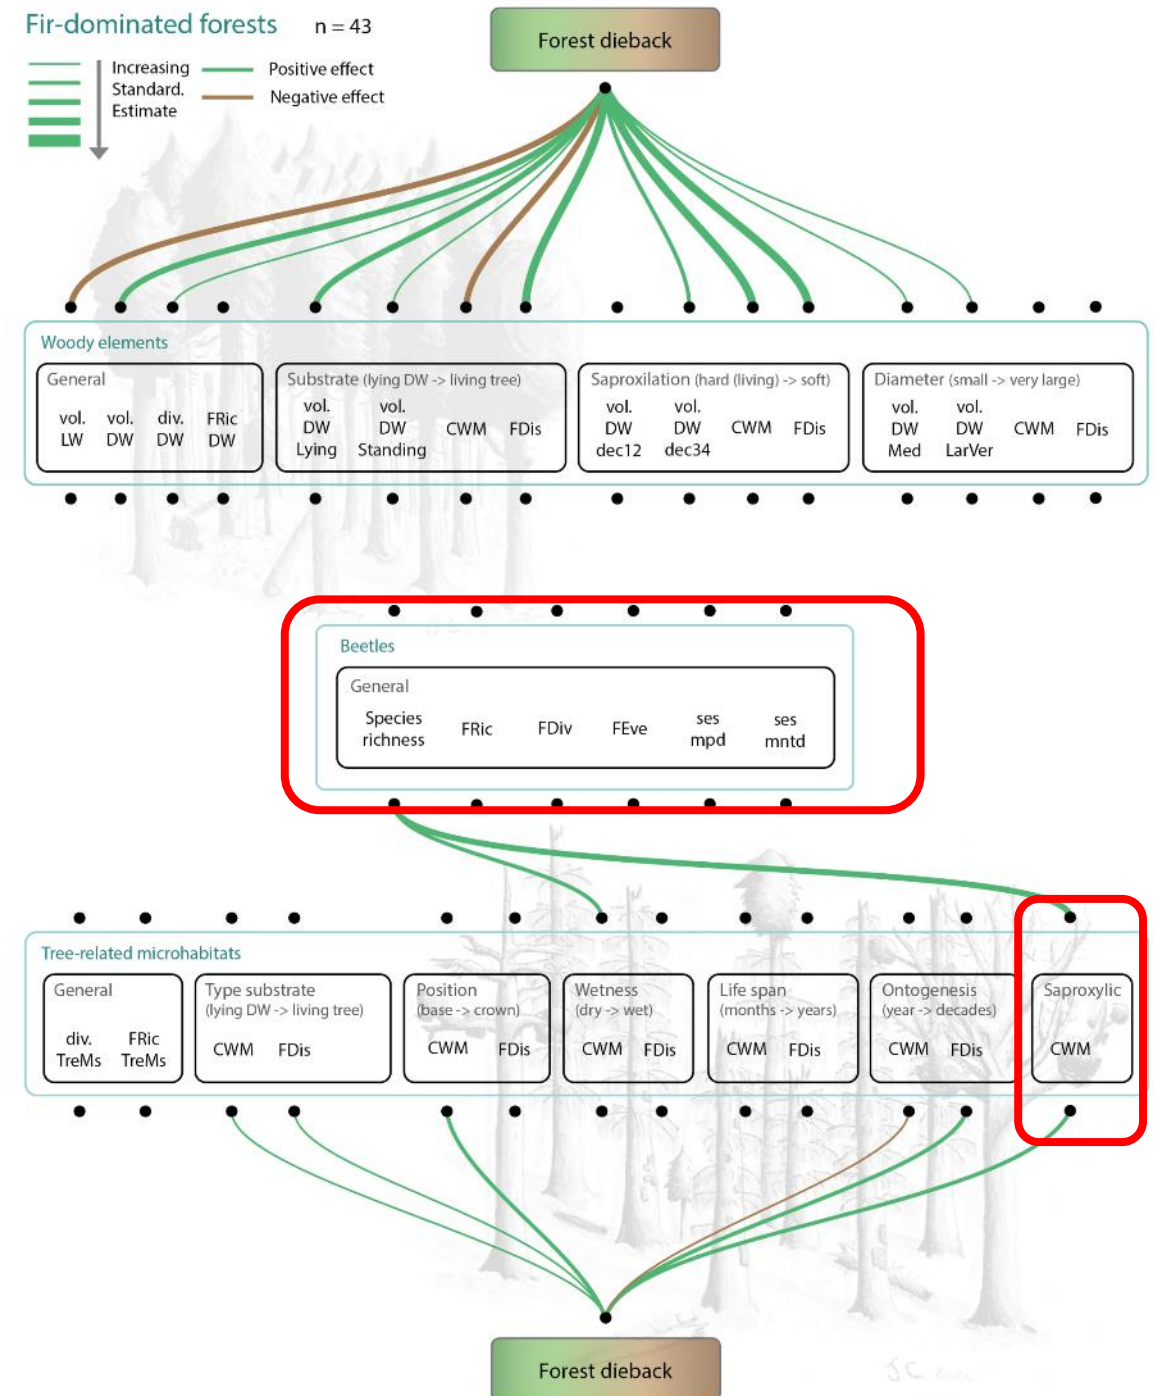 Fir-dominated forests n = 43
Increasing
Standard.
Estimate
Positive effect
Negative effect
Forest dieback
Woody elements
General
vol. LW
vol. DW
div. DW
FRic DW
Substrate (lying DW -> living tree)
vol. DW Lying
vol. DW Standing
CWM
FDis
Saproxilation (hard (living) -> soft)
vol. DW dec12
vol. DW dec34
CWM
FDis
Diameter (small -> very large)
vol. DW Med
vol. DW LarVer
CWM
FDis
Beetles
General
Species richness
FRic
FDiv
FEve
ses mpd
ses mntd
Tree-related microhabitats
General
div. TreMs
FRic TreMs
Type substrate
(lying DW -> living tree)
CWM FDis
Position
(base -> crown)
CWM FDis
Wetness
(dry -> wet)
CWM FDis
Life span
(months -> years)
CWM FDis
Ontogenesis
(year -> decades)
CWM FDis
Saproxylic
CWM
Forest dieback